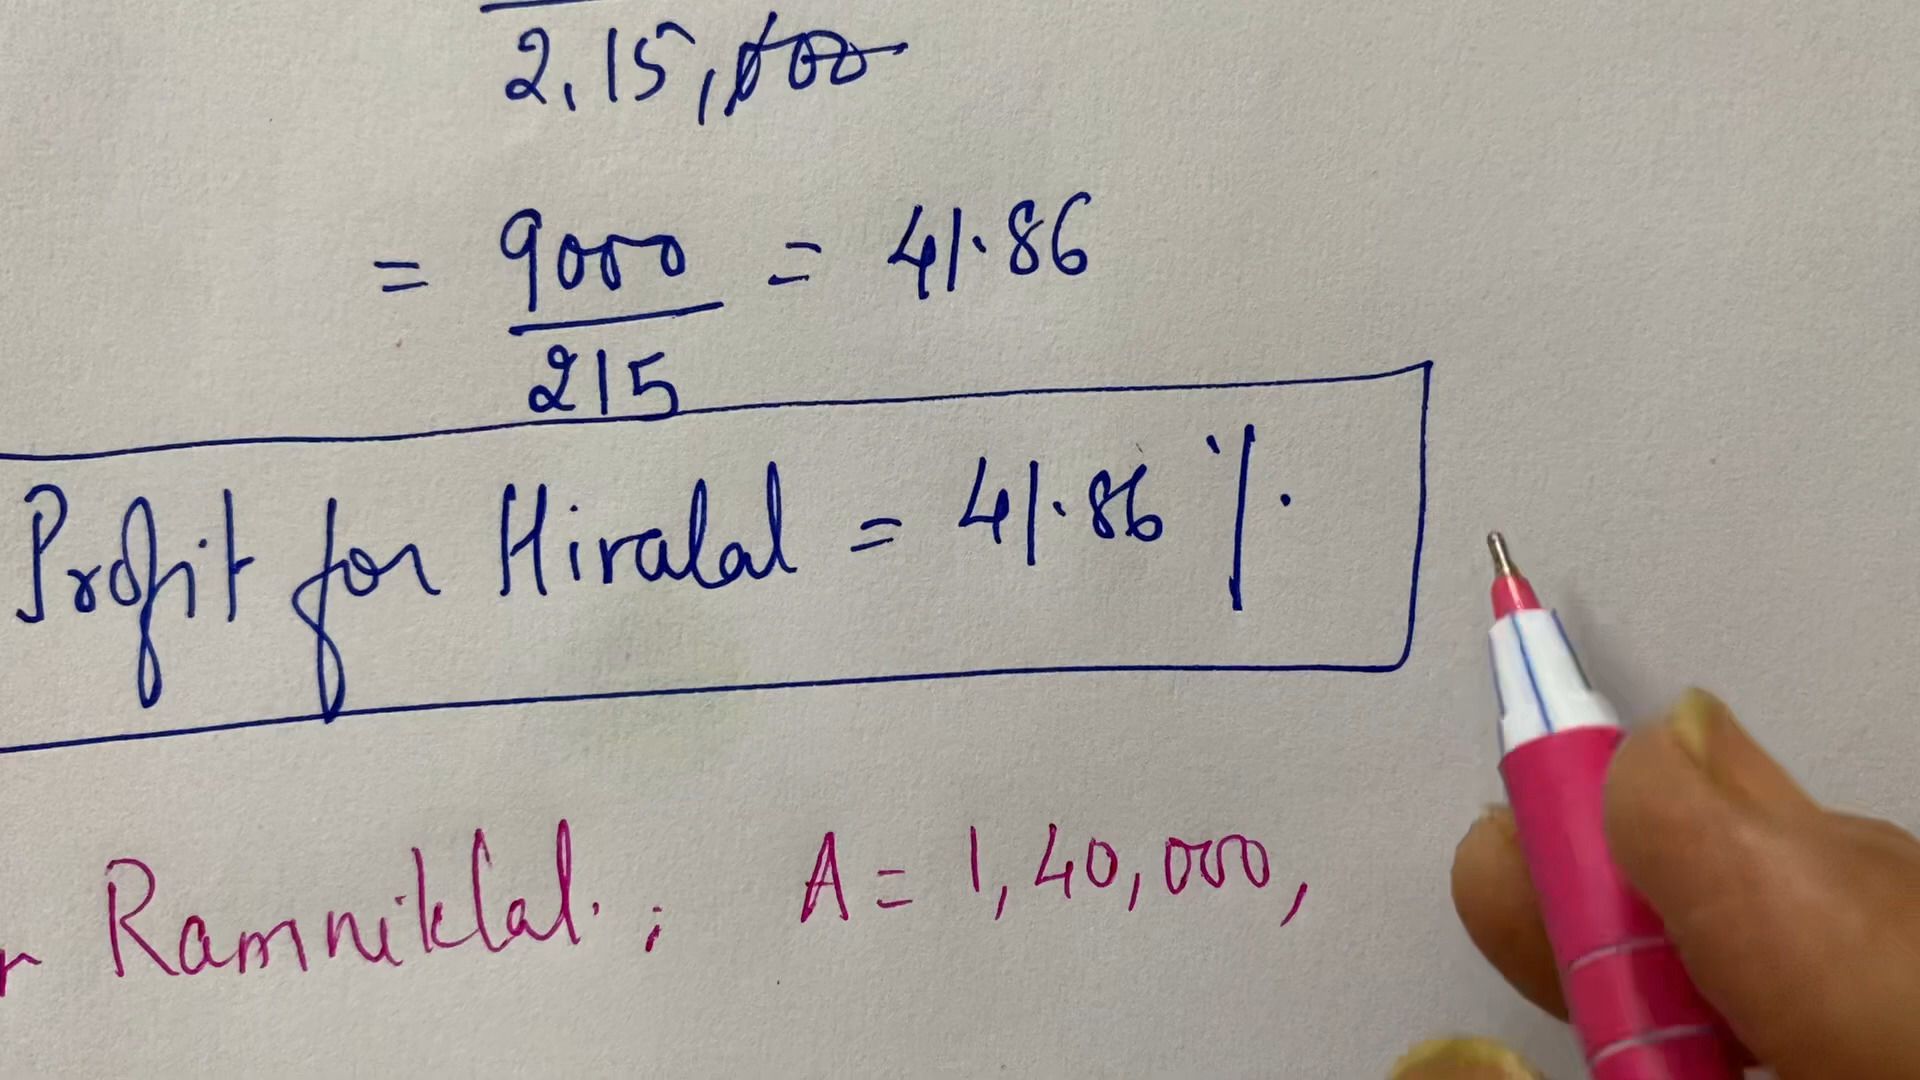 2,15,000
= 9000 = 41.86
215
Profit for Hiralal = 41.86 %
r Ramniklal. ; A = 1,40,000,